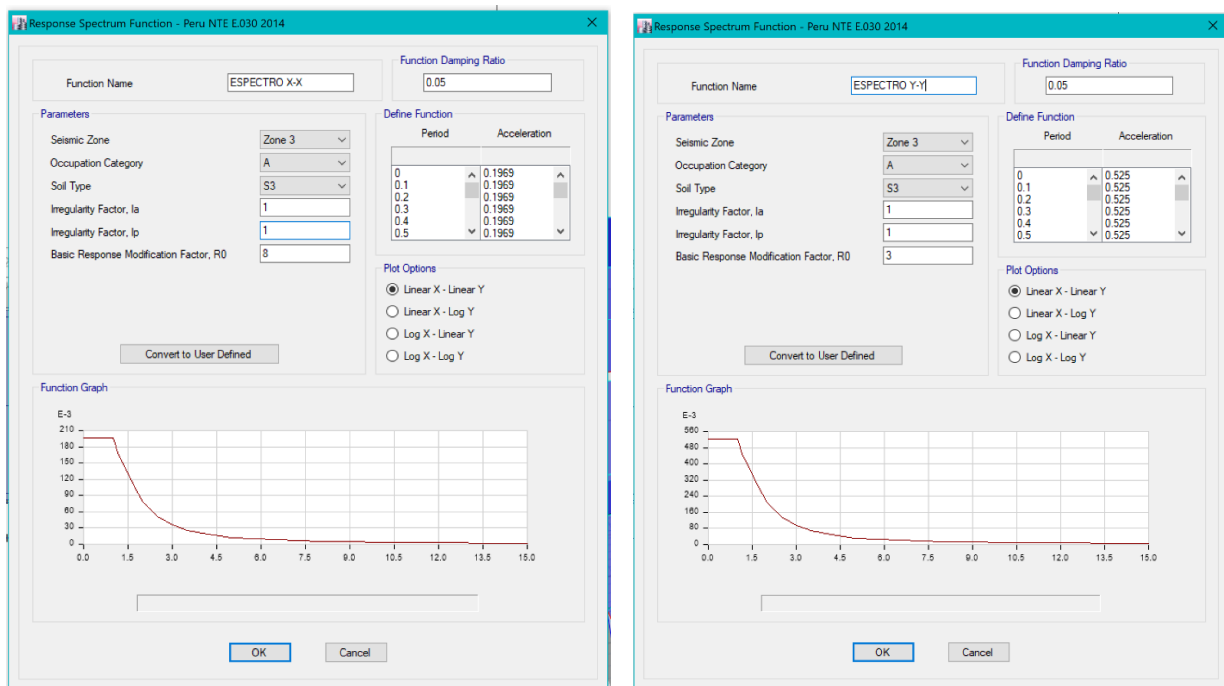 Response Spectrum Function - Peru NTE E.030 2014
Function Name
ESPECTRO X-X
Function Damping Ratio
0.05
Parameters
Seismic Zone
Zone 3
Occupation Category
A
Soil Type
S3
Irregularity Factor, Ia
1
Irregularity Factor, Ip
1
Basic Response Modification Factor, R0
8
Convert to User Defined
Define Function
Period Acceleration
0 0.1969
0.1 0.1969
0.2 0.1969
0.3 0.1969
0.4 0.1969
0.5 0.1969
Plot Options
Linear X - Linear Y
Linear X - Log Y
Log X - Linear Y
Log X - Log Y
Function Graph
E-3
210
180
150
120
90
60
30
0
0.0 1.5 3.0 4.5 6.0 7.5 9.0 10.5 12.0 13.5 15.0
OK Cancel
Response Spectrum Function - Peru NTE E.030 2014
Function Name
ESPECTRO Y-Y
Function Damping Ratio
0.05
Parameters
Seismic Zone
Zone 3
Occupation Category
A
Soil Type
S3
Irregularity Factor, Ia
1
Irregularity Factor, Ip
1
Basic Response Modification Factor, R0
3
Convert to User Defined
Define Function
Period Acceleration
0 0.525
0.1 0.525
0.2 0.525
0.3 0.525
0.4 0.525
0.5 0.525
Plot Options
Linear X - Linear Y
Linear X - Log Y
Log X - Linear Y
Log X - Log Y
Function Graph
E-3
560
480
400
320
240
160
80
0
0.0 1.5 3.0 4.5 6.0 7.5 9.0 10.5 12.0 13.5 15.0
OK Cancel